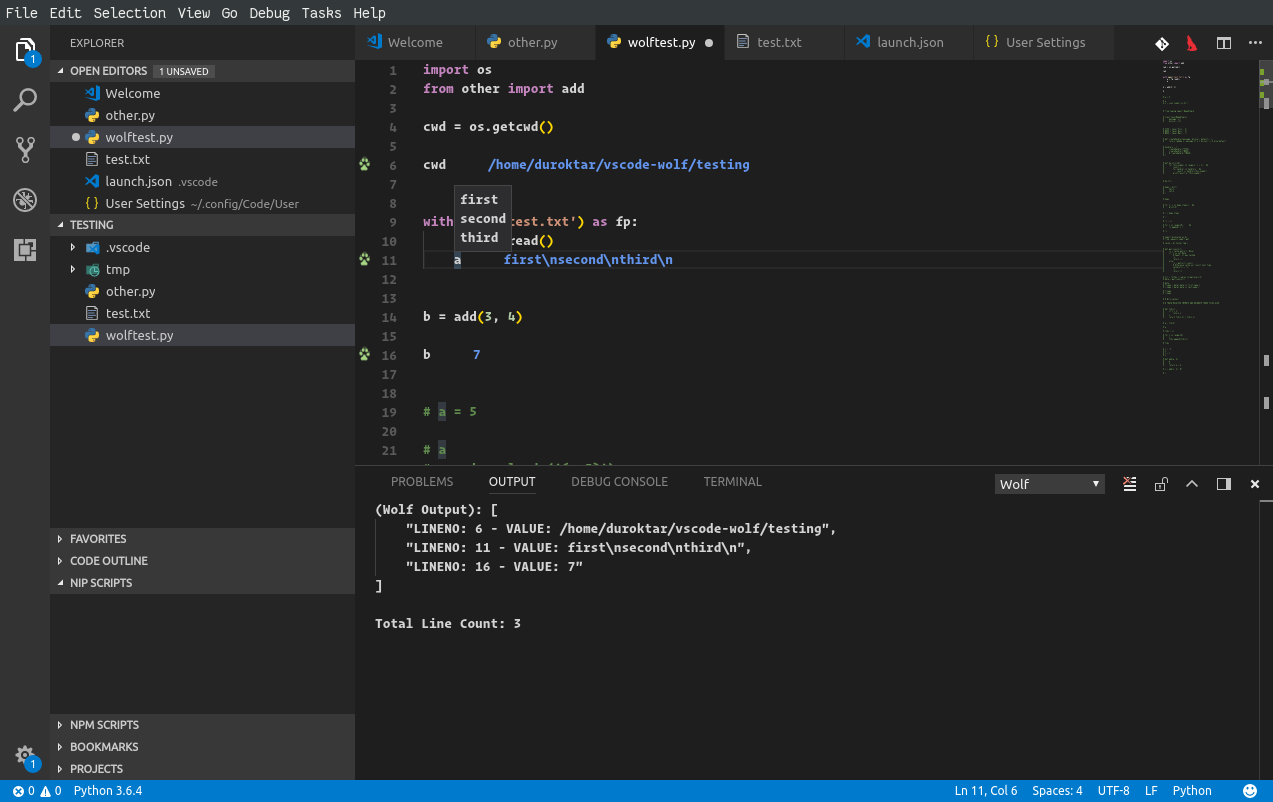 File Edit Selection View Go Debug Tasks Help
1
EXPLORER
OPEN EDITORS 1 UNSAVED
Welcome
other.py
wolftest.py
test.txt
launch.json .vscode
{ } User Settings ~/.config/Code/User
TESTING
.vscode
tmp
other.py
test.txt
wolftest.py
FAVORITES
CODE OUTLINE
NIP SCRIPTS
NPM SCRIPTS
BOOKMARKS
PROJECTS
1
Welcome other.py wolftest.py test.txt launch.json { } User Settings
1 import os
2 from other import add
3
4 cwd = os.getcwd()
5
6 cwd /home/duroktar/vscode-wolf/testing
7
8
first
second
third
9 with test.txt') as fp:
10 read()
11 a first\nsecond\nthird\n
12
13
14 b = add(3, 4)
15
16 b 7
17
18
19 # a = 5
20
21 # a
PROBLEMS OUTPUT DEBUG CONSOLE TERMINAL Wolf
(Wolf Output): [
"LINENO: 6 - VALUE: /home/duroktar/vscode-wolf/testing",
"LINENO: 11 - VALUE: first\nsecond\nthird\n",
"LINENO: 16 - VALUE: 7"
]
Total Line Count: 3
0 0 Python 3.6.4 Ln 11, Col 6 Spaces: 4 UTF-8 LF Python